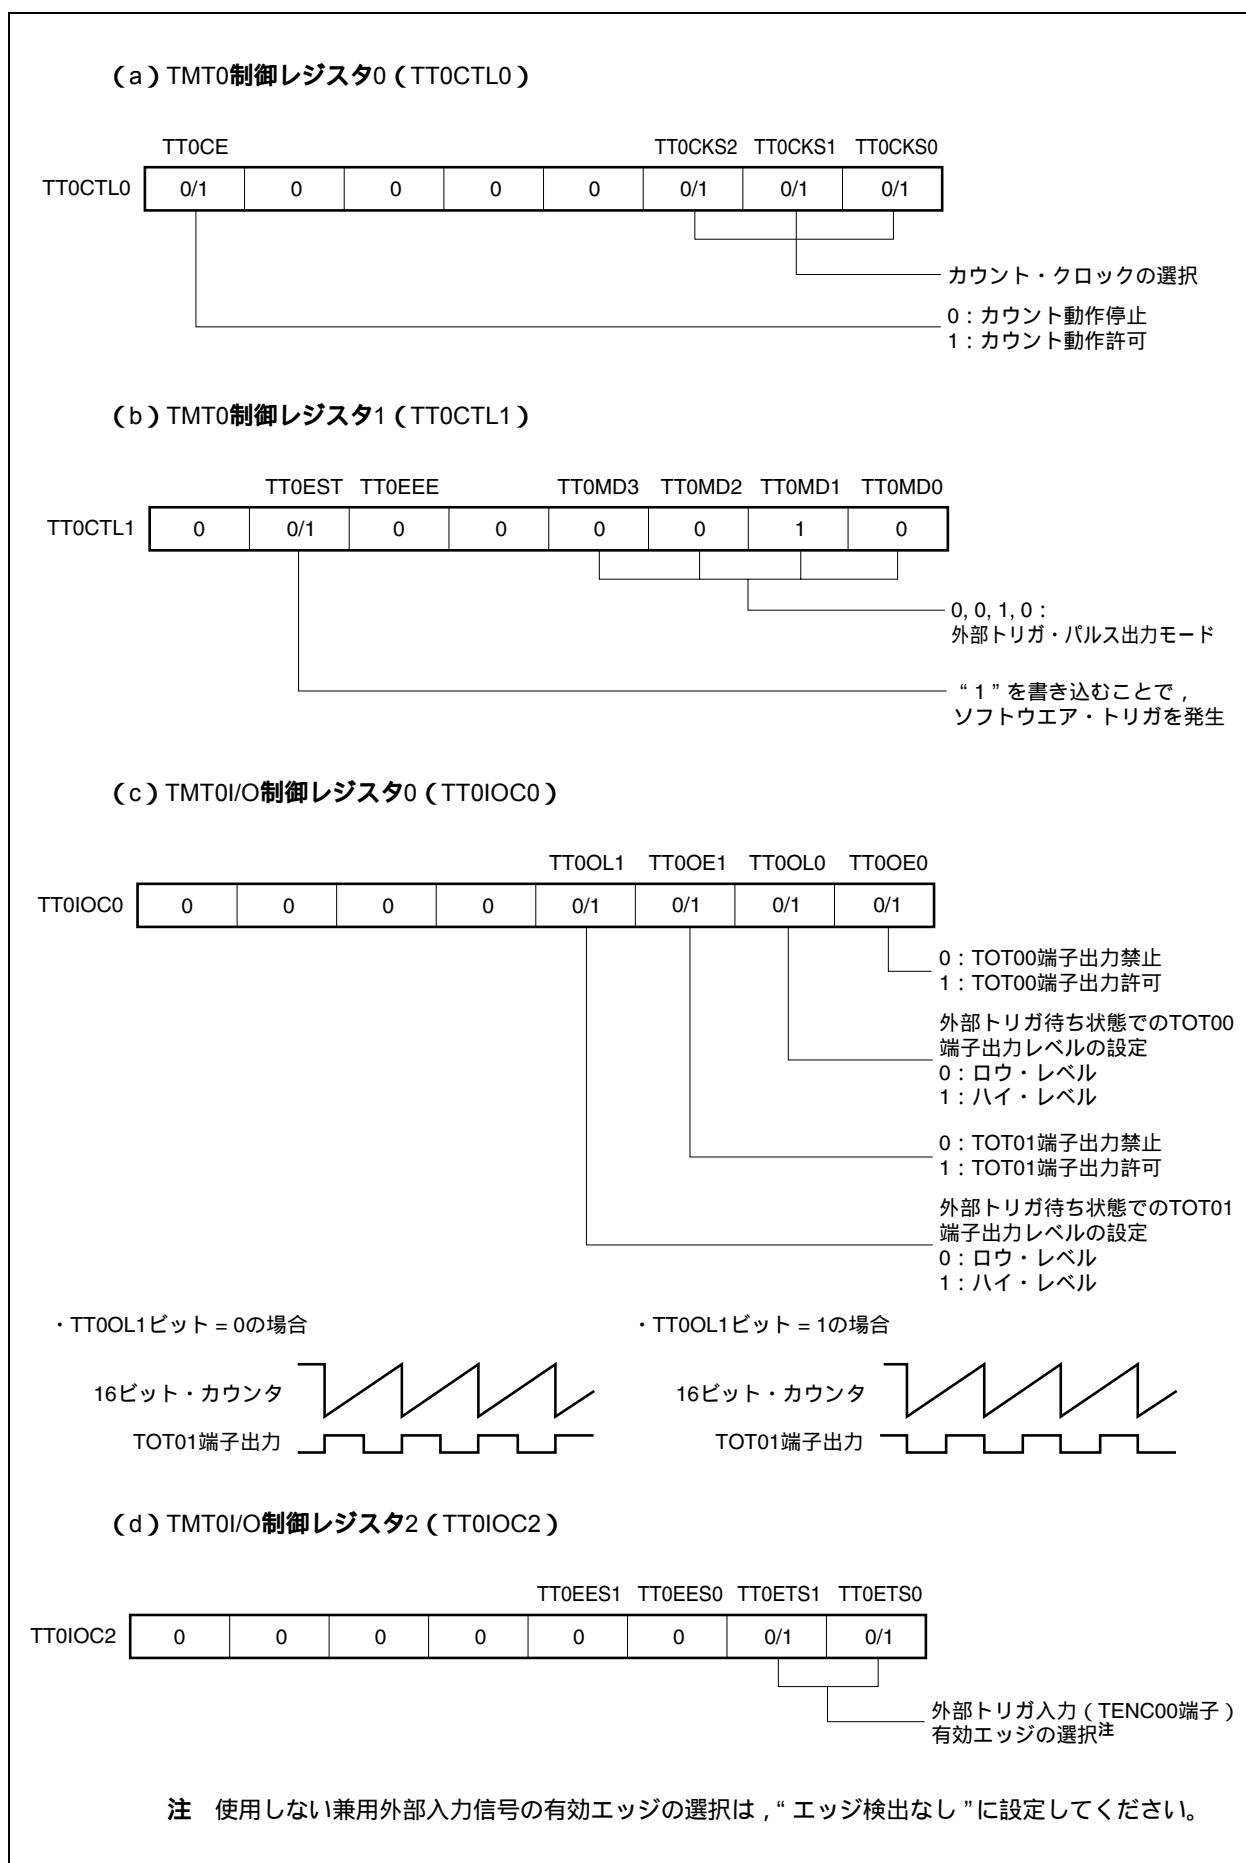 (a)TMT0制御レジスタ0(TT0CTL0)
TT0CE TT0CKS2 TT0CKS1 TT0CKS0
TT0CTL0 0/1 0 0 0 0 0/1 0/1 0/1
カウント・クロックの選択
0:カウント動作停止
1:カウント動作許可
(b)TMT0制御レジスタ1(TT0CTL1)
TT0EST TT0EEE TT0MD3 TT0MD2 TT0MD1 TT0MD0
TT0CTL1 0 0/1 0 0 0 0 1 0
0, 0, 1, 0:
外部トリガ・パルス出力モード
“1”を書き込むことで,
ソフトウエア・トリガを発生
(c)TMT0I/O制御レジスタ0(TT0IOC0)
TT0OL1 TT0OE1 TT0OL0 TT0OE0
TT0IOC0 0 0 0 0 0/1 0/1 0/1 0/1
0:TOT00端子出力禁止
1:TOT00端子出力許可
外部トリガ待ち状態でのTOT00
端子出力レベルの設定
0:ロウ・レベル
1:ハイ・レベル
0:TOT01端子出力禁止
1:TOT01端子出力許可
外部トリガ待ち状態でのTOT01
端子出力レベルの設定
0:ロウ・レベル
1:ハイ・レベル
・TT0OL1ビット = 0の場合
16ビット・カウンタ
TOT01端子出力
・TT0OL1ビット = 1の場合
16ビット・カウンタ
TOT01端子出力
(d)TMT0I/O制御レジスタ2(TT0IOC2)
TT0EES1 TT0EES0 TT0ETS1 TT0ETS0
TT0IOC2 0 0 0 0 0 0 0/1 0/1
外部トリガ入力(TENC00端子)
有効エッジの選択注
注 使用しない兼用外部入力信号の有効エッジの選択は,“エッジ検出なし”に設定してください。